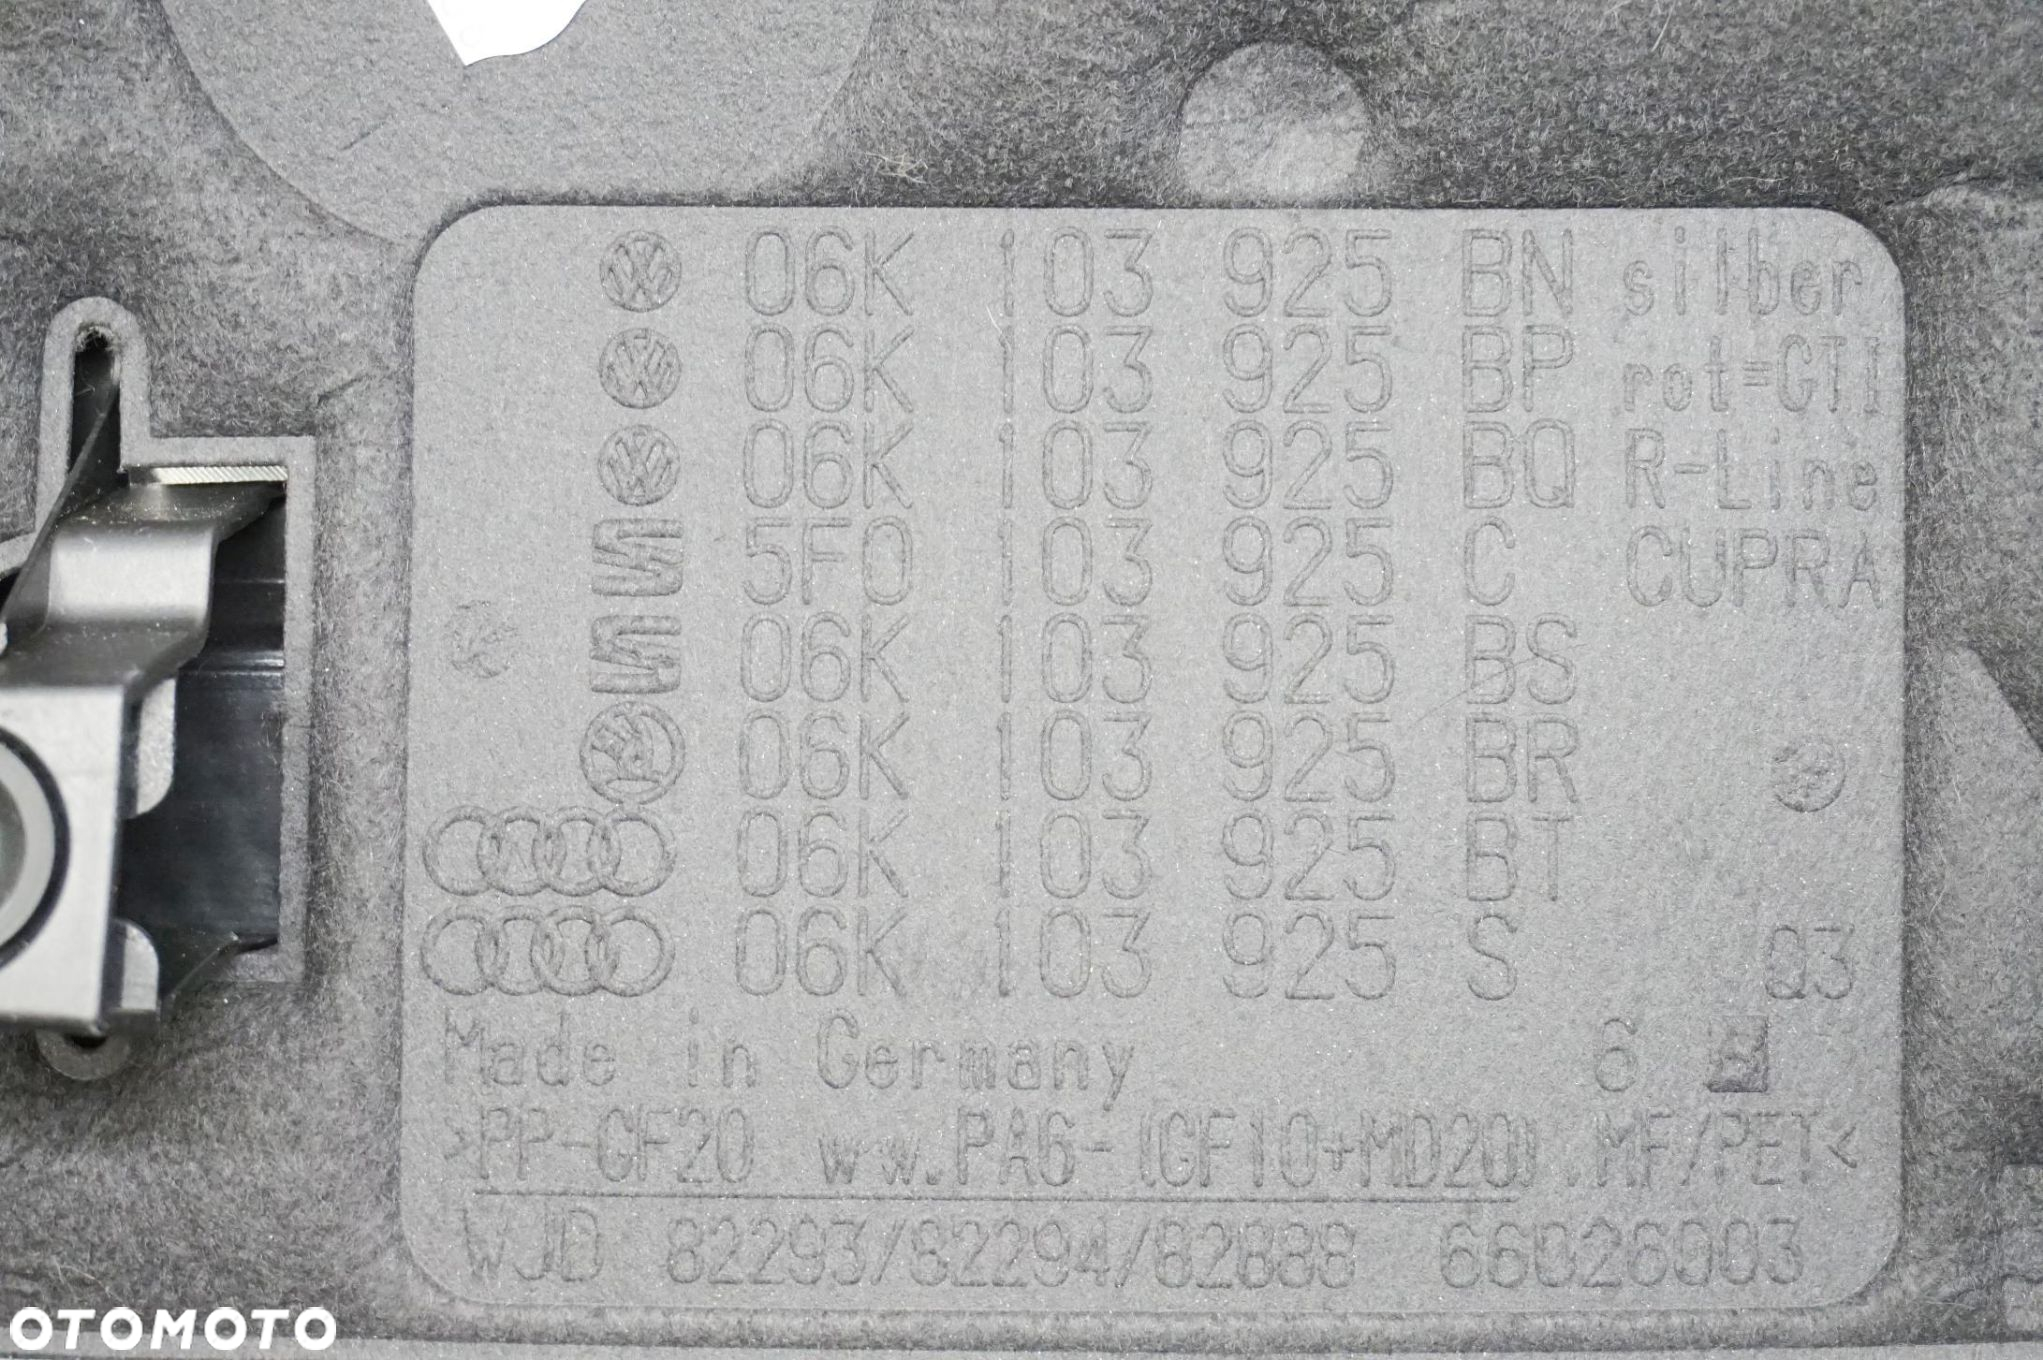 06K 103 925 BN silber
06K 103 925 BP rot=GTI
06K 103 925 BQ R-Line
5F0 103 925 C CUPRA
06K 103 925 BS
06K 103 925 BR
06K 103 925 BT
06K 103 925 S Q3
Made in Germany 6
>PP-GF20 ww.PA6-(GF10+MD20).MF/PET<
WJD 82293/82294/82888 66026003
OTOMOTO